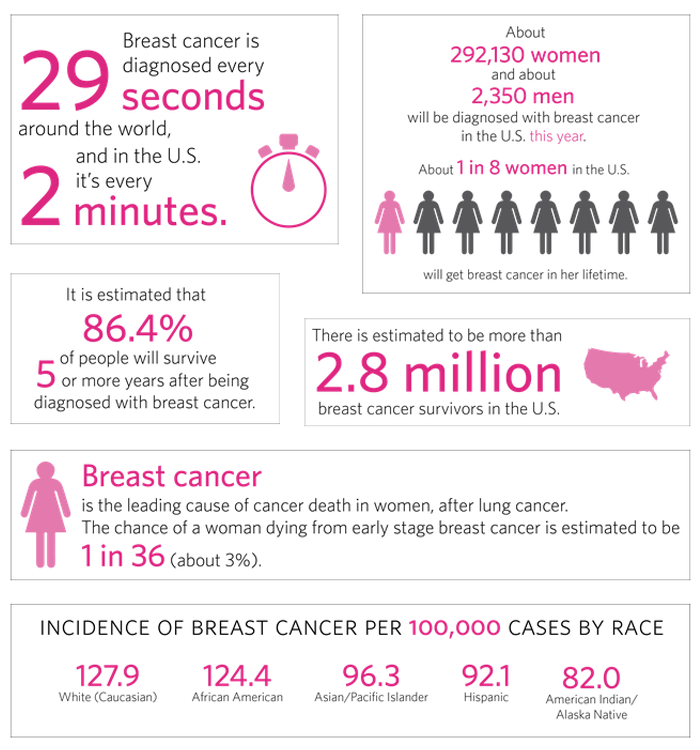 29
Breast cancer is
diagnosed every
seconds
around the world,
2
and in the U.S.
it's every
minutes.
About
292,130 women
and about
2,350 men
will be diagnosed with breast cancer
in the U.S. this year.
About 1 in 8 women in the U.S.
will get breast cancer in her lifetime.
It is estimated that
86.4%
5
of people will survive
or more years after being
diagnosed with breast cancer.
There is estimated to be more than
2.8 million
breast cancer survivors in the U.S.
Breast cancer
is the leading cause of cancer death in women, after lung cancer.
The chance of a woman dying from early stage breast cancer is estimated to be
1 in 36 (about 3%).
INCIDENCE OF BREAST CANCER PER 100,000 CASES BY RACE
127.9
White (Caucasian)
124.4
African American
96.3
Asian/Pacific Islander
92.1
Hispanic
82.0
American Indian/
Alaska Native